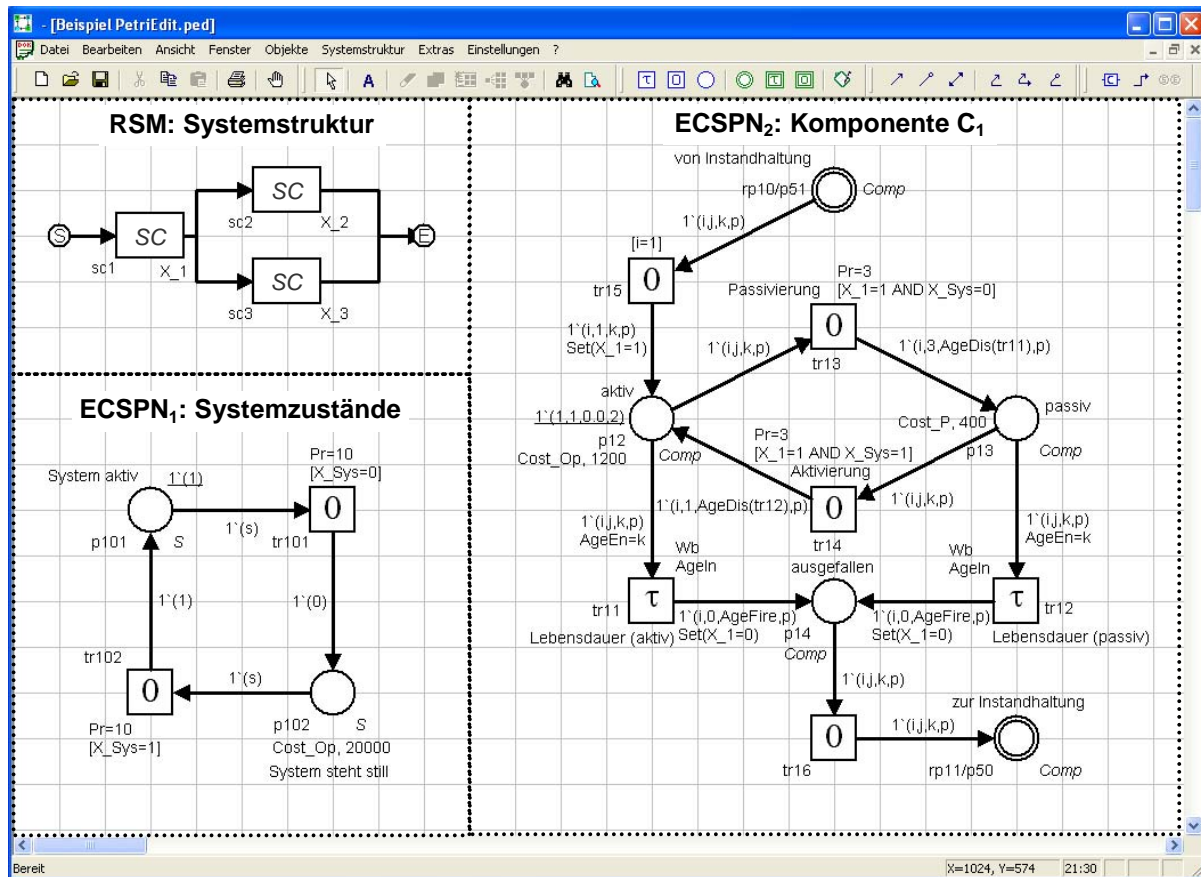 - [Beispiel PetriEdit.ped]
Datei Bearbeiten Ansicht Fenster Objekte Systemstruktur Extras Einstellungen ?
RSM: Systemstruktur
S
SC
sc1
X_1
SC
sc2
X_2
SC
sc3
X_3
E
ECSPN₁: Systemzustände
System aktiv
1`(1)
p101
S
Pr=10
[X_Sys=0]
0
tr101
1`(s)
1`(1)
1`(0)
tr102
0
1`(s)
Pr=10
[X_Sys=1]
p102
S
Cost_Op, 20000
System steht still
ECSPN₂: Komponente C₁
von Instandhaltung
rp10/p51
Comp
1`(i,j,k,p)
[i=1]
0
tr15
Pr=3
Passivierung
[X_1=1 AND X_Sys=0]
0
tr13
1`(i,1,k,p)
Set(X_1=1)
1`(i,j,k,p)
1`(i,3,AgeDis(tr11),p)
aktiv
1`(1,1,0.0,2)
p12
Cost_Op, 1200
Comp
passiv
Cost_P, 400
p13
Comp
Pr=3
[X_1=1 AND X_Sys=1]
Aktivierung
0
tr14
1`(i,1,AgeDis(tr12),p)
1`(i,j,k,p)
1`(i,j,k,p)
AgeEn=k
1`(i,j,k,p)
AgeEn=k
Wb
AgeIn
τ
tr11
Lebensdauer (aktiv)
1`(i,0,AgeFire,p)
Set(X_1=0)
ausgefallen
p14
Comp
1`(i,0,AgeFire,p)
Set(X_1=0)
Wb
AgeIn
τ
tr12
Lebensdauer (passiv)
1`(i,j,k,p)
0
tr16
1`(i,j,k,p)
zur Instandhaltung
rp11/p50
Comp
Bereit
X=1024, Y=574
21:30